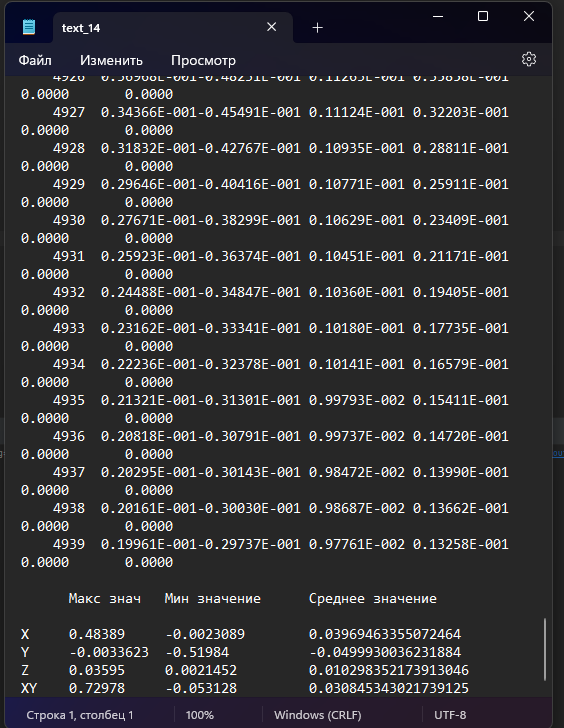 text_14
Файл Изменить Просмотр
4926 0.36968E-001-0.48251E-001 0.11265E-001 0.35858E-001
0.0000 0.0000
4927 0.34366E-001-0.45491E-001 0.11124E-001 0.32203E-001
0.0000 0.0000
4928 0.31832E-001-0.42767E-001 0.10935E-001 0.28811E-001
0.0000 0.0000
4929 0.29646E-001-0.40416E-001 0.10771E-001 0.25911E-001
0.0000 0.0000
4930 0.27671E-001-0.38299E-001 0.10629E-001 0.23409E-001
0.0000 0.0000
4931 0.25923E-001-0.36374E-001 0.10451E-001 0.21171E-001
0.0000 0.0000
4932 0.24488E-001-0.34847E-001 0.10360E-001 0.19405E-001
0.0000 0.0000
4933 0.23162E-001-0.33341E-001 0.10180E-001 0.17735E-001
0.0000 0.0000
4934 0.22236E-001-0.32378E-001 0.10141E-001 0.16579E-001
0.0000 0.0000
4935 0.21321E-001-0.31301E-001 0.99793E-002 0.15411E-001
0.0000 0.0000
4936 0.20818E-001-0.30791E-001 0.99737E-002 0.14720E-001
0.0000 0.0000
4937 0.20295E-001-0.30143E-001 0.98472E-002 0.13990E-001
0.0000 0.0000
4938 0.20161E-001-0.30030E-001 0.98687E-002 0.13662E-001
0.0000 0.0000
4939 0.19961E-001-0.29737E-001 0.97761E-002 0.13258E-001
0.0000 0.0000
Макс знач Мин значение Среднее значение
X 0.48389 -0.0023089 0.03969463355072464
Y -0.0033623 -0.51984 -0.0499930036231884
Z 0.03595 0.0021452 0.010298352173913046
XY 0.72978 -0.053128 0.030845343021739125
Строка 1, столбец 1 100% Windows (CRLF) UTF-8